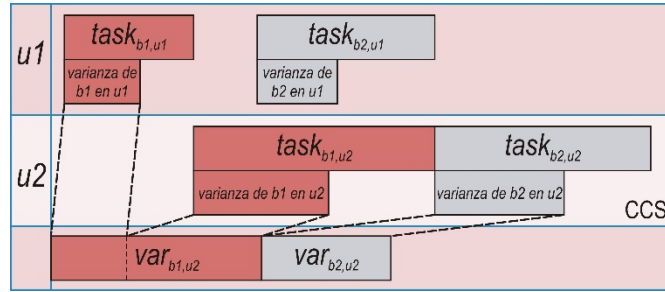 u1
task_b1,u1
task_b2,u1
varianza de
b1 en u1
varianza de
b2 en u1
u2
task_b1,u2
task_b2,u2
varianza de b1 en u2
varianza de b2 en u2
CCS
var_b1,u2
var_b2,u2